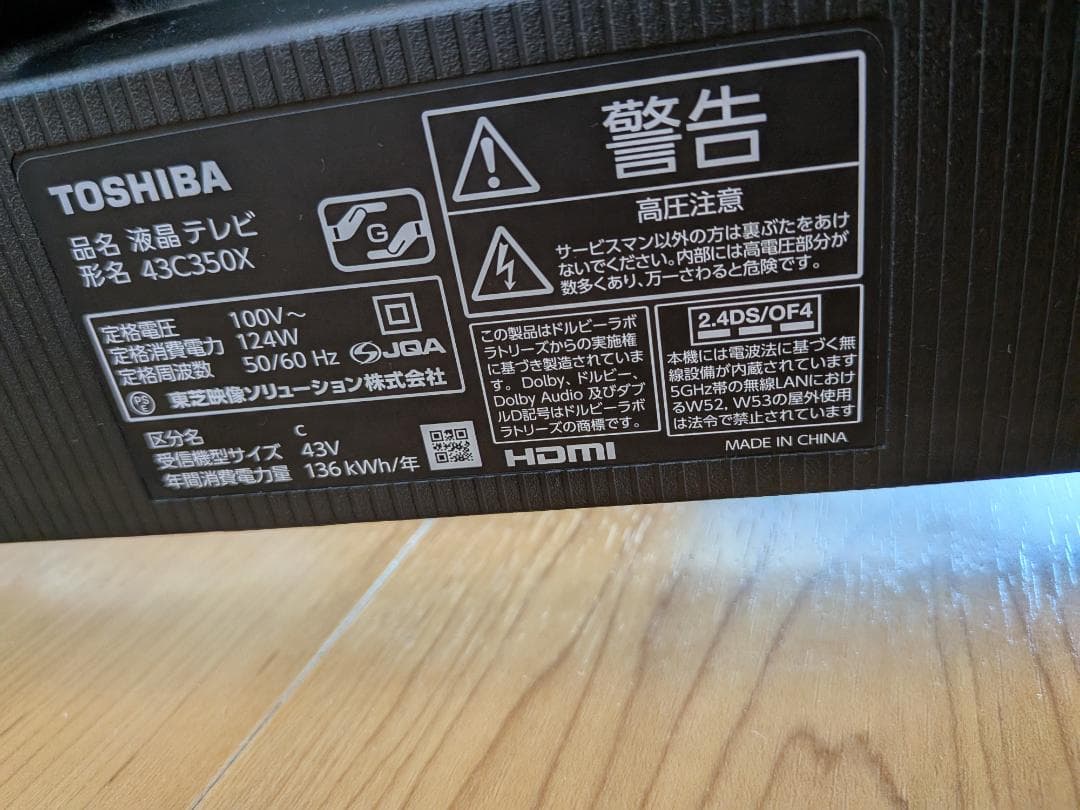 TOSHIBA
品名 液晶テレビ
形名 43C350X
G
定格電圧 100V～
定格消費電力 124W
定格周波数 50/60 Hz
JQA
PS
E
東芝映像ソリューション株式会社
区分名 C
受信機型サイズ 43V
年間消費電力量 136 kWh/年
警告
高圧注意
サービスマン以外の方は裏ぶたをあけ
ないでください。内部には高電圧部分が
数多くあり、万一さわると危険です。
この製品はドルビーラボ
ラトリーズからの実施権
に基づき製造されていま
す。Dolby、ドルビー、
Dolby Audio 及びダブ
ルD記号はドルビーラボ
ラトリーズの商標です。
HDMI
2.4DS/OF4
本機には電波法に基づく無
線設備が内蔵されています
5GHz帯の無線LANにおけ
るW52, W53の屋外使用
は法令で禁止されています
MADE IN CHINA